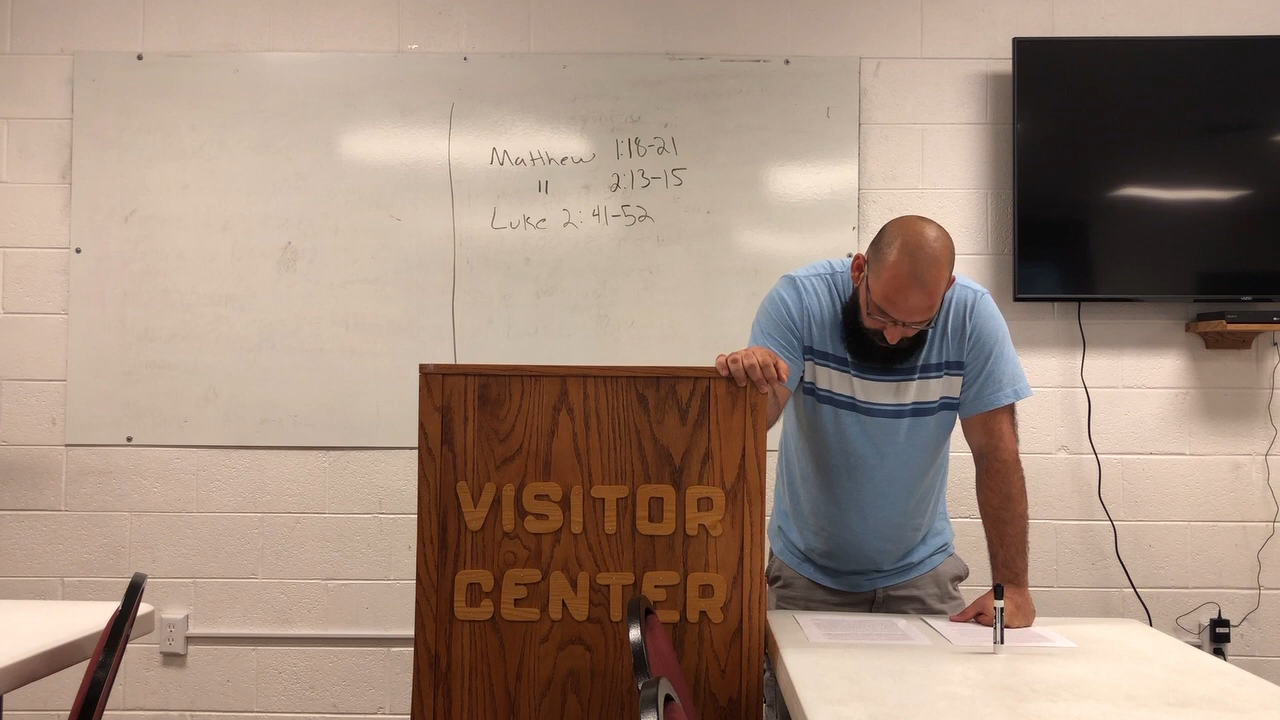 Matthew 1:18-21
" 2:13-15
Luke 2:41-52
VISITOR
CENTER